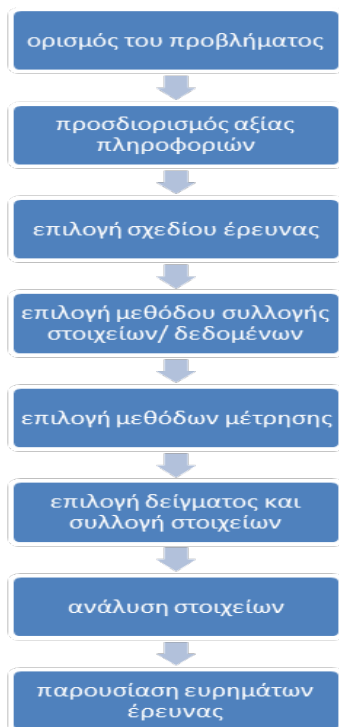 ορισμός του προβλήματος
προσδιορισμός αξίας
πληροφοριών
επιλογή σχεδίου έρευνας
επιλογή μεθόδου συλλογής
στοιχείων/ δεδομένων
επιλογή μεθόδων μέτρησης
επιλογή δείγματος και
συλλογή στοιχείων
ανάλυση στοιχείων
παρουσίαση ευρημάτων
έρευνας